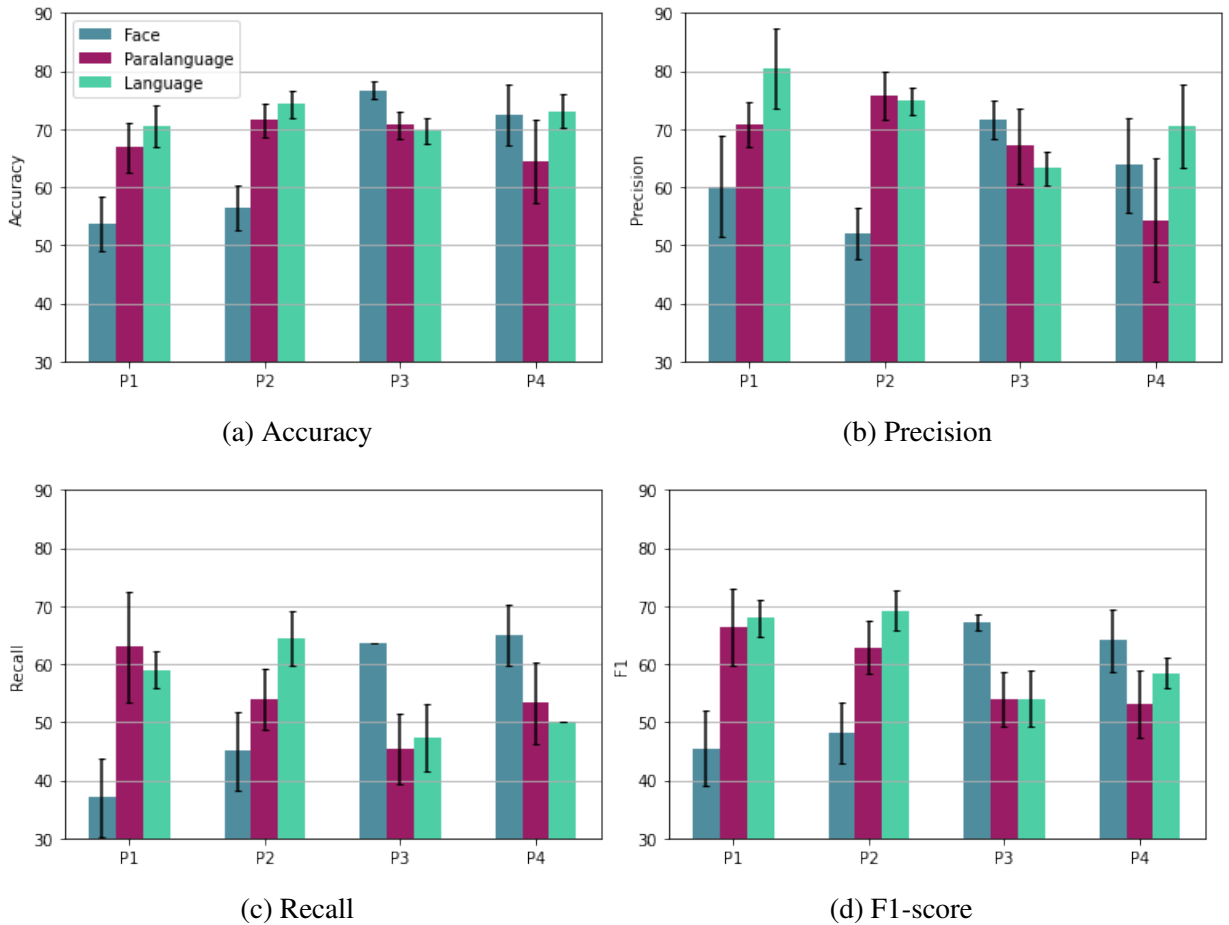 90
80
70
60
50
40
30
Accuracy
Face
Paralanguage
Language
P1 P2 P3 P4
(a) Accuracy
90
80
70
60
50
40
30
Precision
P1 P2 P3 P4
(b) Precision
90
80
70
60
50
40
30
Recall
P1 P2 P3 P4
(c) Recall
90
80
70
60
50
40
30
F1
P1 P2 P3 P4
(d) F1-score